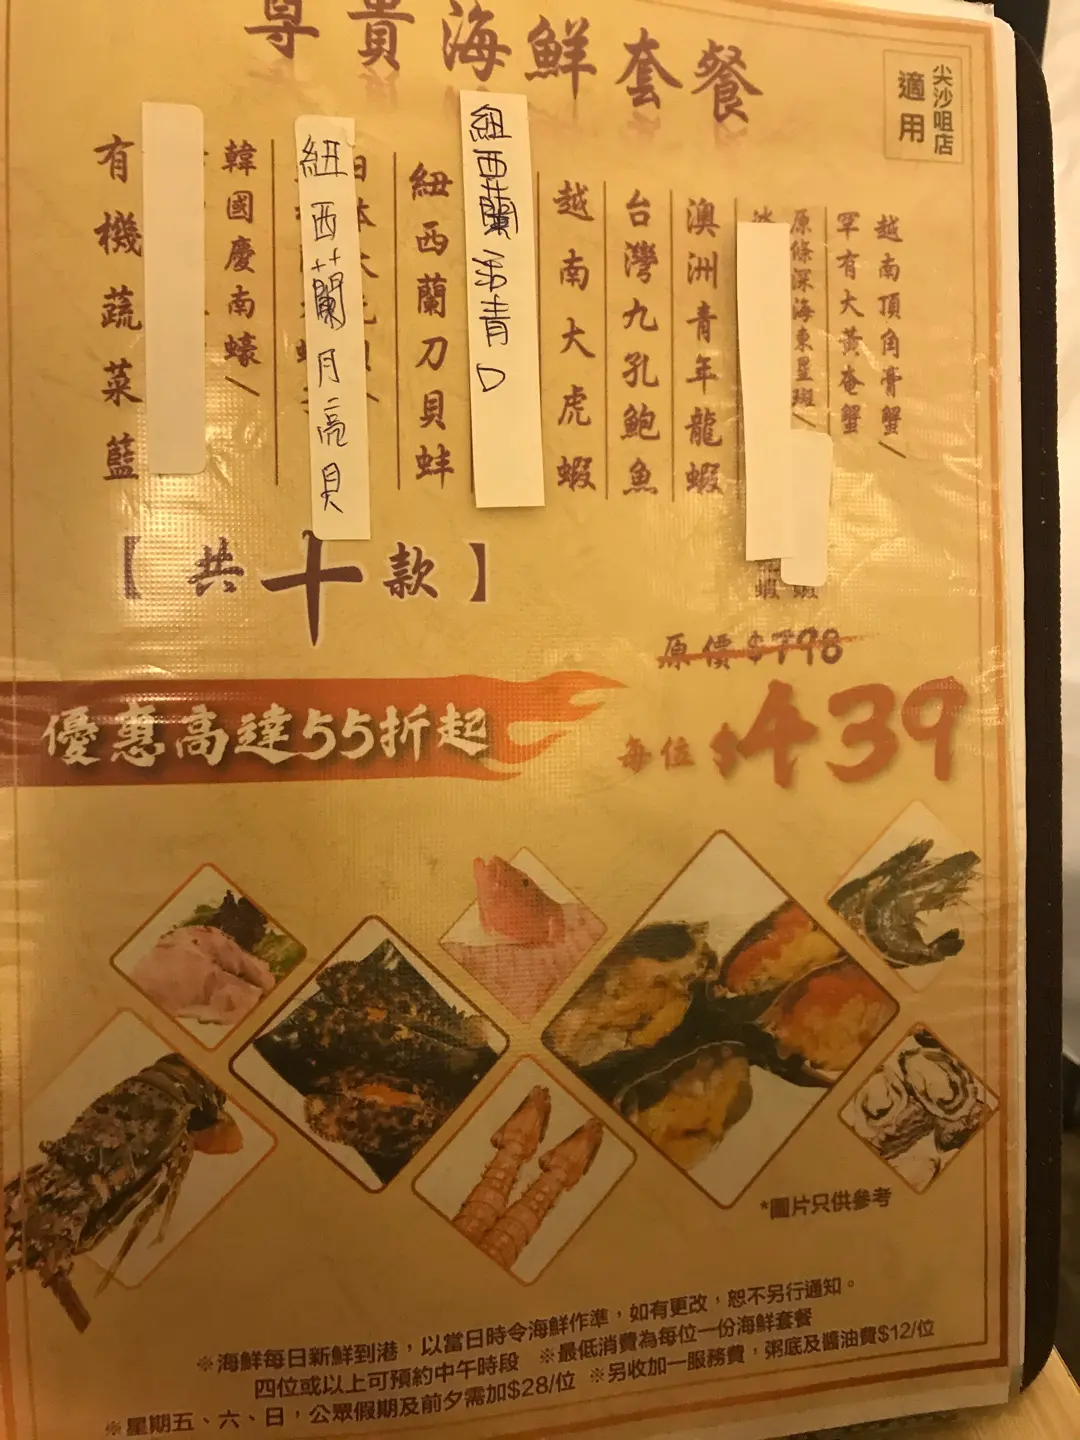 尊貴海鮮套餐
尖沙咀店
適用
越南頂角膏蟹/
罕有大黃奄蟹
原條深海東星斑/
蝦
澳洲青年龍蝦
台灣九孔鮑魚
越南大虎蝦
紐西蘭活青口
紐西蘭刀貝蚌
紐西蘭月亮貝
韓國慶南蠔/
有機蔬菜籃
【共十款】
原價$798
優惠高達55折起
每位$439
*圖片只供參考
※海鮮每日新鮮到港,以當日時令海鮮作準,如有更改,恕不另行通知。
四位或以上可預約中午時段 ※最低消費為每位一份海鮮套餐
※星期五、六、日,公眾假期及前夕需加$28/位 ※另收加一服務費,粥底及醬油費$12/位